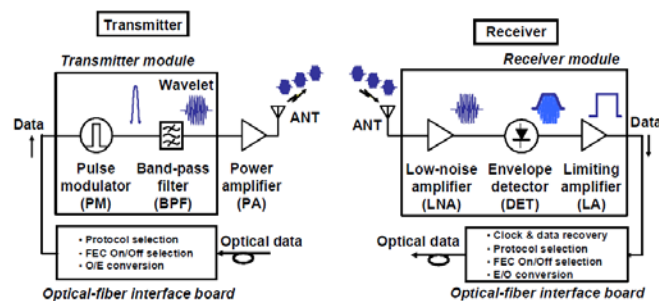 Transmitter
Transmitter module
Wavelet
ANT
Data
Pulse
modulator
(PM)
Band-pass
filter
(BPF)
Power
amplifier
(PA)
• Protocol selection
• FEC On/Off selection
• O/E conversion
Optical data
Optical-fiber interface board
Receiver
Receiver module
ANT
Data
Low-noise
amplifier
(LNA)
Envelope
detector
(DET)
Limiting
amplifier
(LA)
Optical data
• Clock & data recovery
• Protocol selection
• FEC On/Off selection
• E/O conversion
Optical-fiber interface board